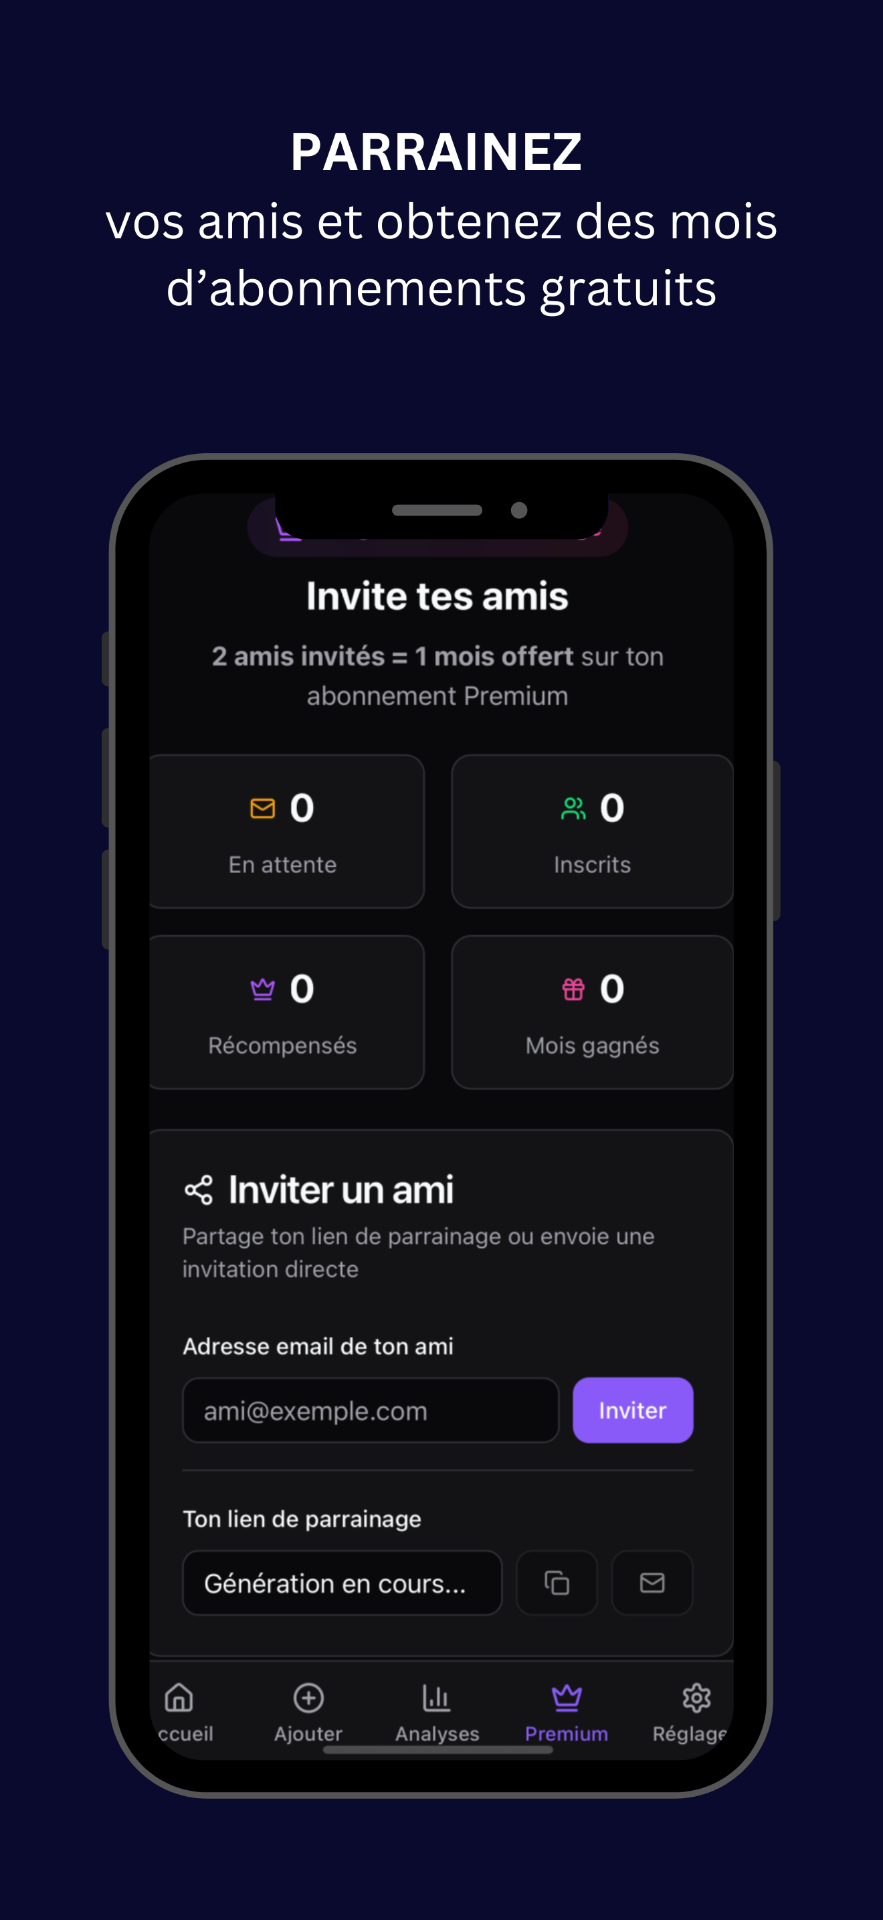 PARRAINEZ
vos amis et obtenez des mois
d’abonnements gratuits
Invite tes amis
2 amis invités = 1 mois offert sur ton
abonnement Premium
0
En attente
0
Inscrits
0
Récompensés
0
Mois gagnés
Inviter un ami
Partage ton lien de parrainage ou envoie une
invitation directe
Adresse email de ton ami
ami@exemple.com
Inviter
Ton lien de parrainage
Génération en cours...
ccueil
Ajouter
Analyses
Premium
Réglage